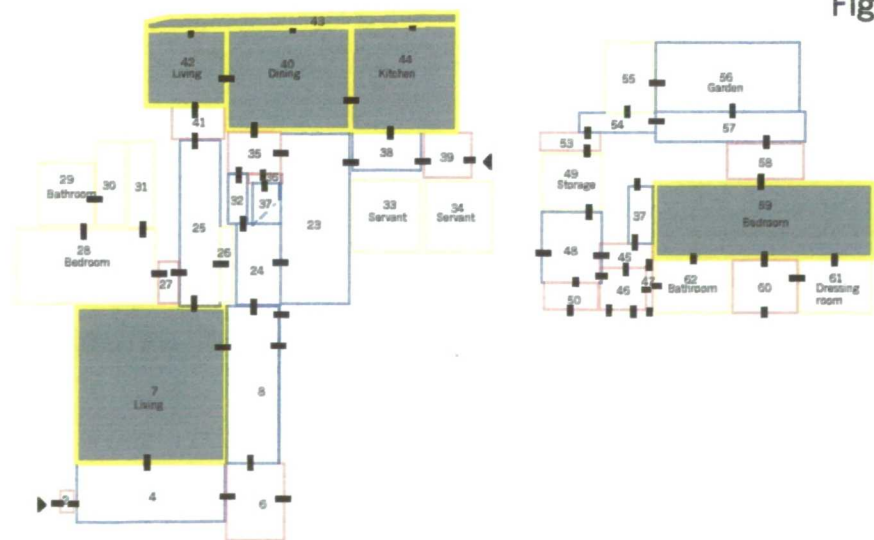 Fig
43
42
Living
40
Dining
44
Kitchen
41
35
38
39
36
29
Bathroom
30
31
25
32
37
23
33
Servant
34
Servant
28
Bedroom
26
24
27
7
Living
8
4
6
55
56
Garden
54
57
53
58
49
Storage
37
59
Bedroom
48
45
47
62
Bathroom
60
61
Dressing
room
50
46